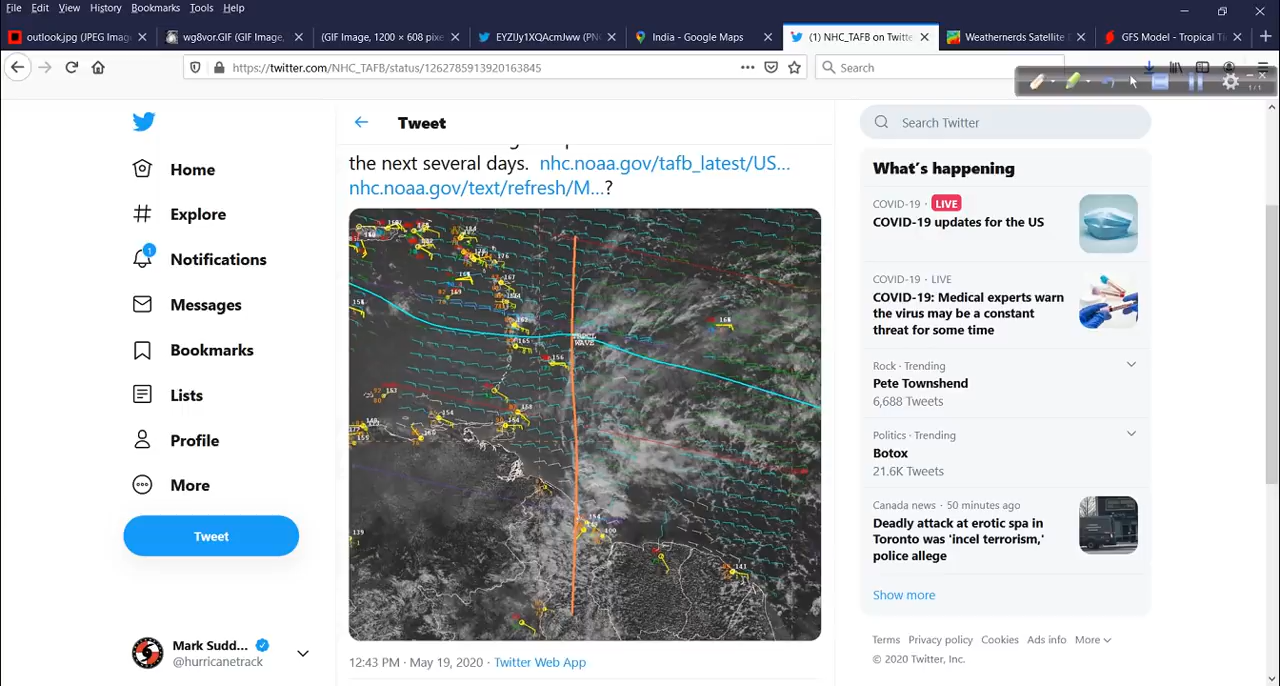 File Edit View History Bookmarks Tools Help
outlook.jpg (JPEG Imag
wg8vor.GIF (GIF Image,
(GIF Image, 1200 × 608 pixe
EYZIJy1XQAcmJww (PN
India - Google Maps
(1) NHC_TAFB on Twitte
Weathernerds Satellite
GFS Model - Tropical Ti
https://twitter.com/NHC_TAFB/status/1262785913920163845
Search
1/1
Home
Explore
1
Notifications
Messages
Bookmarks
Lists
Profile
More
Tweet
Mark Sudd...
@hurricanetrack
Tweet
the next several days. nhc.noaa.gov/tafb_latest/US...
nhc.noaa.gov/text/refresh/M...?
TRPCL
WAVE
12:43 PM · May 19, 2020 · Twitter Web App
Search Twitter
What's happening
COVID-19 · LIVE
COVID-19 updates for the US
COVID-19 · LIVE
COVID-19: Medical experts warn
the virus may be a constant
threat for some time
Rock · Trending
Pete Townshend
6,688 Tweets
Politics · Trending
Botox
21.6K Tweets
Canada news · 50 minutes ago
Deadly attack at erotic spa in
Toronto was 'incel terrorism,'
police allege
Show more
Terms Privacy policy Cookies Ads info More
© 2020 Twitter, Inc.